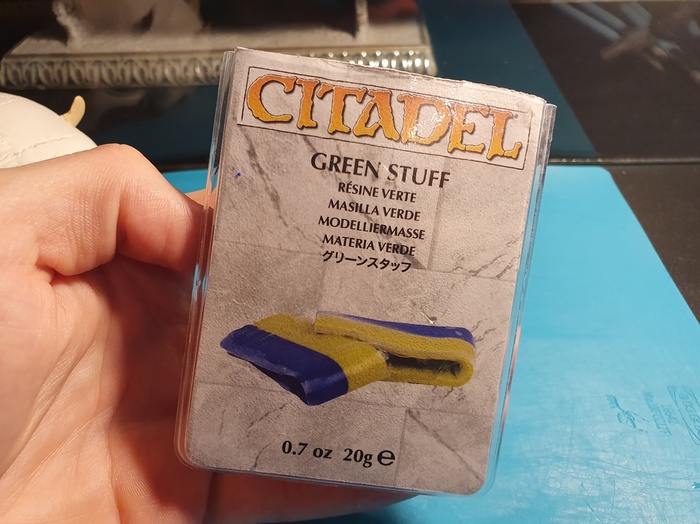 CITADEL
GREEN STUFF
RÉSINE VERTE
MASILLA VERDE
MODELLIERMASSE
MATERIA VERDE
グリーンスタッフ
0.7 oz 20g ℮